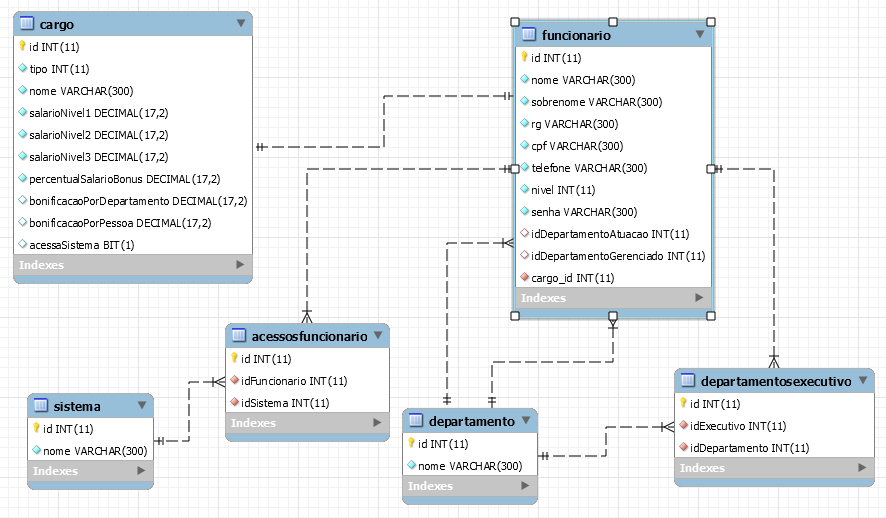 cargo
id INT(11)
tipo INT(11)
nome VARCHAR(300)
salarioNivel1 DECIMAL(17,2)
salarioNivel2 DECIMAL(17,2)
salarioNivel3 DECIMAL(17,2)
percentualSalarioBonus DECIMAL(17,2)
bonificacaoPorDepartamento DECIMAL(17,2)
bonificacaoPorPessoa DECIMAL(17,2)
acessaSistema BIT(1)
Indexes
funcionario
id INT(11)
nome VARCHAR(300)
sobrenome VARCHAR(300)
rg VARCHAR(300)
cpf VARCHAR(300)
telefone VARCHAR(300)
nivel INT(11)
senha VARCHAR(300)
idDepartamentoAtuacao INT(11)
idDepartamentoGerenciado INT(11)
cargo_id INT(11)
Indexes
acessosfuncionario
id INT(11)
idFuncionario INT(11)
idSistema INT(11)
Indexes
sistema
id INT(11)
nome VARCHAR(300)
Indexes
departamento
id INT(11)
nome VARCHAR(300)
Indexes
departamentosexecutivo
id INT(11)
idExecutivo INT(11)
idDepartamento INT(11)
Indexes